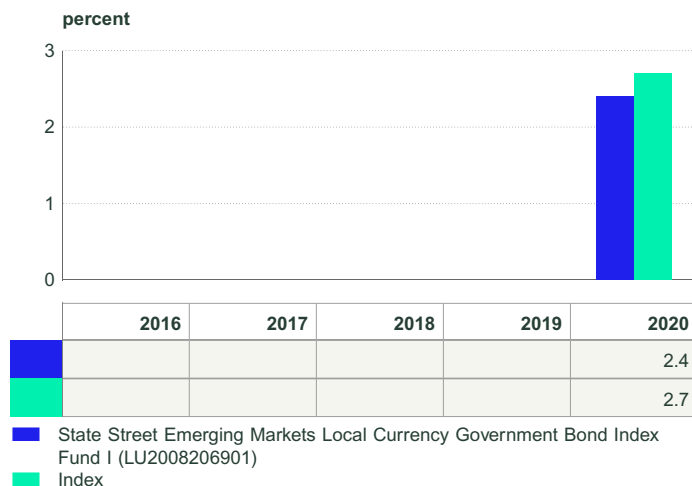 percent
3
2
1
0
2016 2017 2018 2019 2020
2.4
2.7
State Street Emerging Markets Local Currency Government Bond Index
Fund I (LU2008206901)
Index